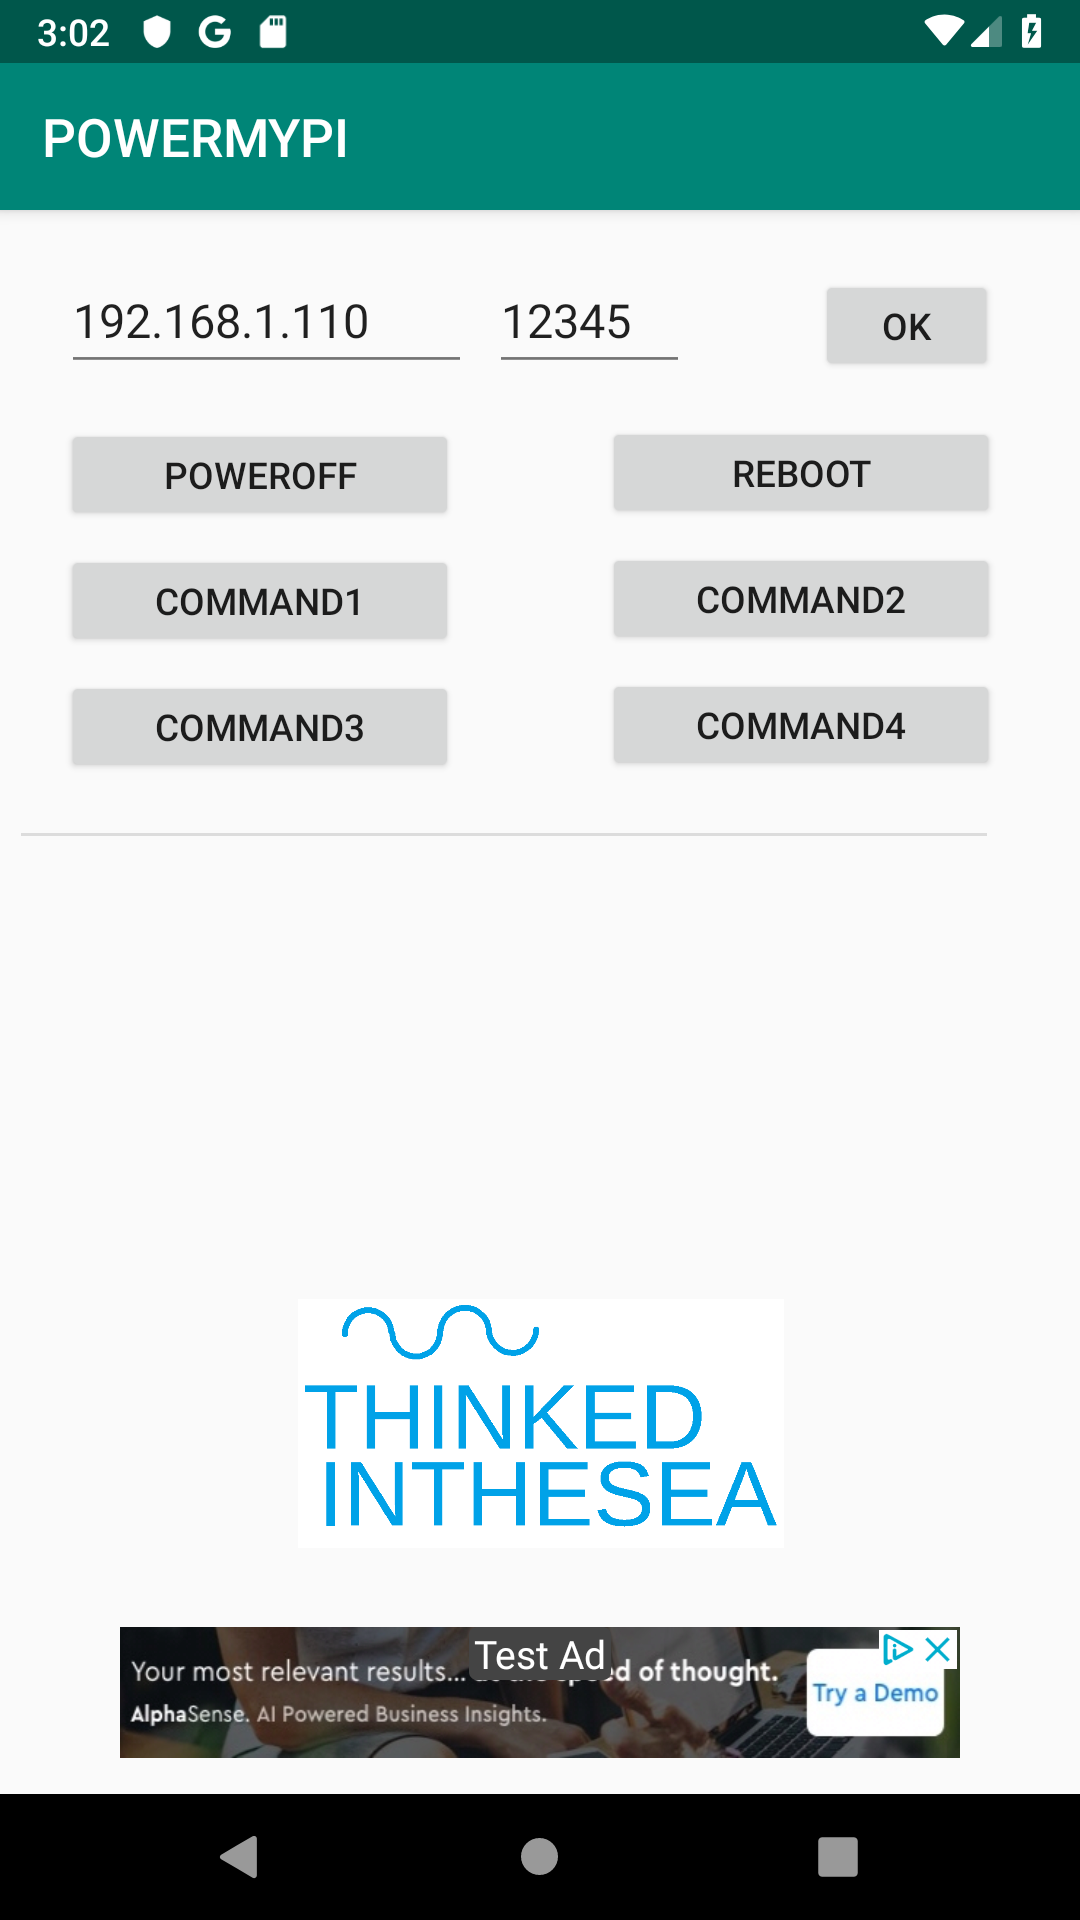 3:02
POWERMYPI
192.168.1.110 12345 OK
POWEROFF REBOOT
COMMAND1 COMMAND2
COMMAND3 COMMAND4
THINKED
INTHESEA
Test Ad
Your most relevant results... d of thought.
AlphaSense. AI Powered Business Insights.
Try a Demo